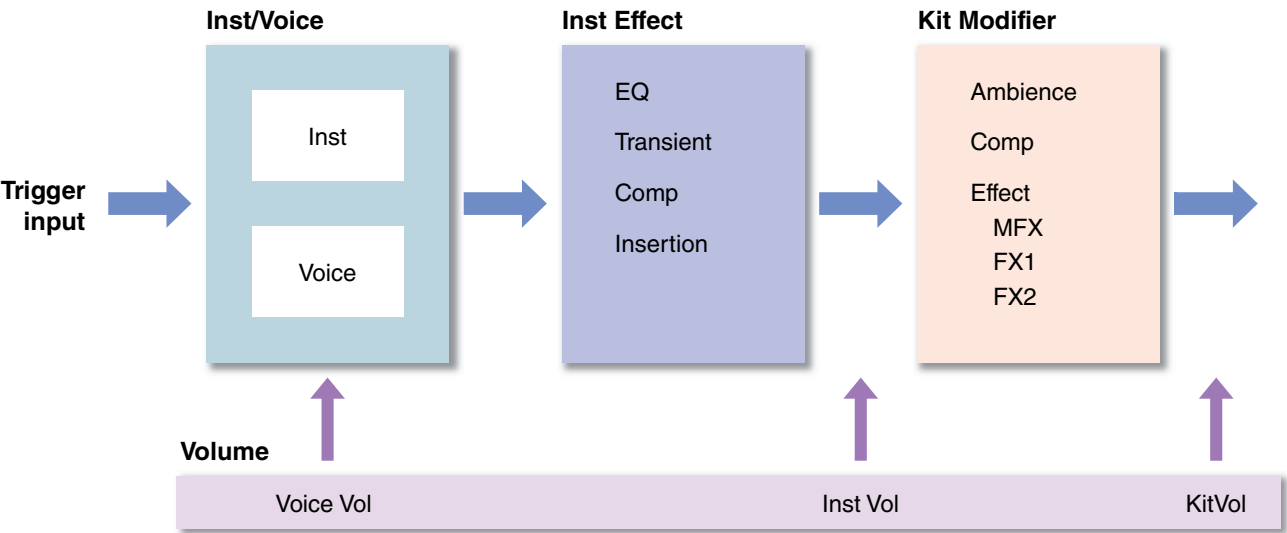 Inst/Voice
Inst Effect
Kit Modifier
Trigger
input
Inst
Voice
EQ
Transient
Comp
Insertion
Ambience
Comp
Effect
MFX
FX1
FX2
Volume
Voice Vol
Inst Vol
KitVol